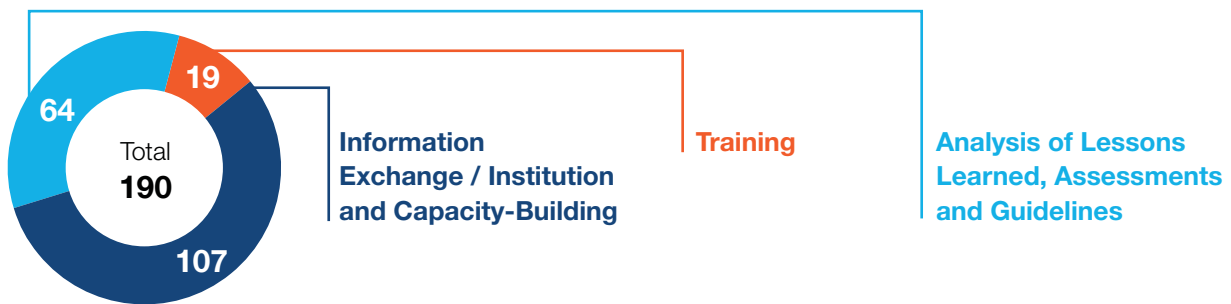 19
64
Total
190
107
Information
Exchange / Institution
and Capacity-Building
Training
Analysis of Lessons
Learned, Assessments
and Guidelines